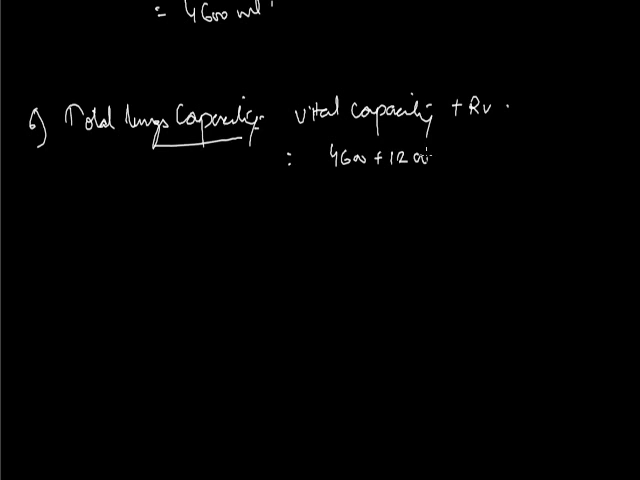 = 4600 ml
6) Total lungs Capacity = Vital capacity + RV.
= 4600 + 1200